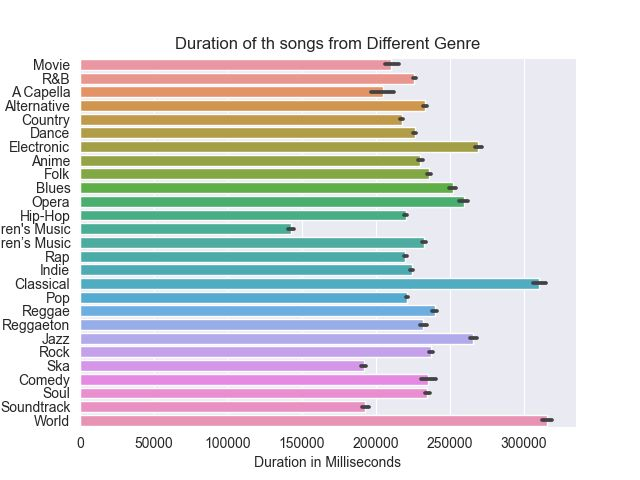 Duration of th songs from Different Genre
Movie
R&B
A Capella
Alternative
Country
Dance
Electronic
Anime
Folk
Blues
Opera
Hip-Hop
ren's Music
ren’s Music
Rap
Indie
Classical
Pop
Reggae
Reggaeton
Jazz
Rock
Ska
Comedy
Soul
Soundtrack
World
0 50000 100000 150000 200000 250000 300000
Duration in Milliseconds